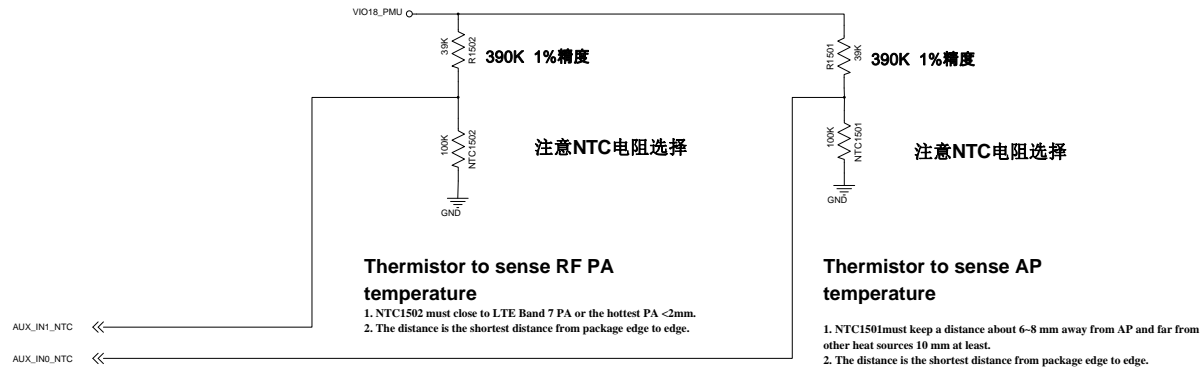 VIO18_PMU
39K
R1502
390K 1%精度
R1501
39K
390K 1%精度
100K
NTC1502
注意NTC电阻选择
100K
NTC1501
注意NTC电阻选择
GND
GND
Thermistor to sense RF PA
temperature
1. NTC1502 must close to LTE Band 7 PA or the hottest PA <2mm.
2. The distance is the shortest distance from package edge to edge.
Thermistor to sense AP
temperature
1. NTC1501must keep a distance about 6~8 mm away from AP and far from
other heat sources 10 mm at least.
2. The distance is the shortest distance from package edge to edge.
AUX_IN1_NTC
AUX_IN0_NTC